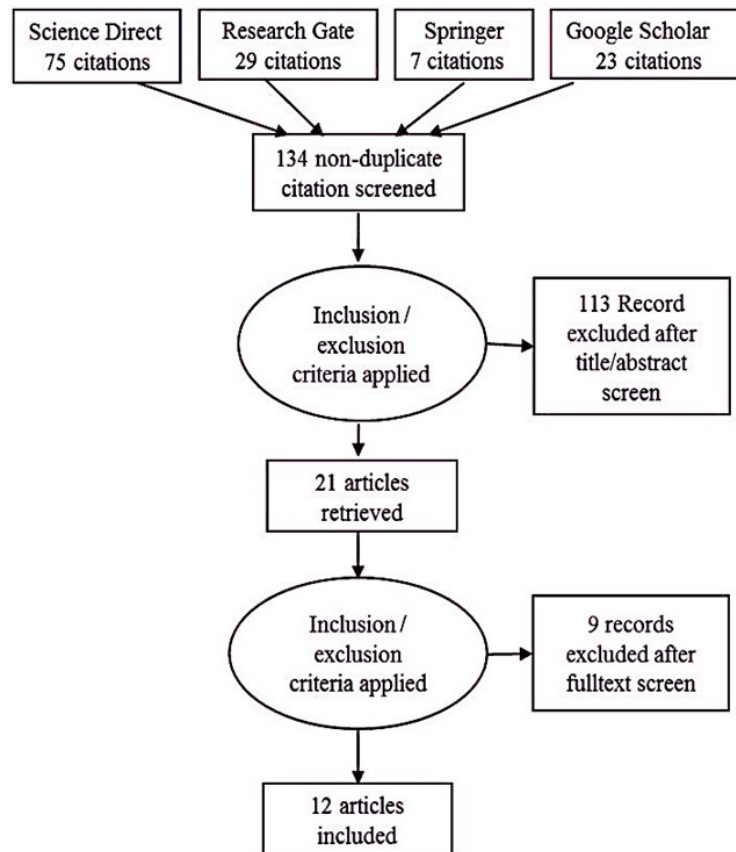 Science Direct
75 citations
Research Gate
29 citations
Springer
7 citations
Google Scholar
23 citations
134 non-duplicate
citation screened
Inclusion /
exclusion
criteria applied
113 Record
excluded after
title/abstract
screen
21 articles
retrieved
Inclusion /
exclusion
criteria applied
9 records
excluded after
fulltext screen
12 articles
included